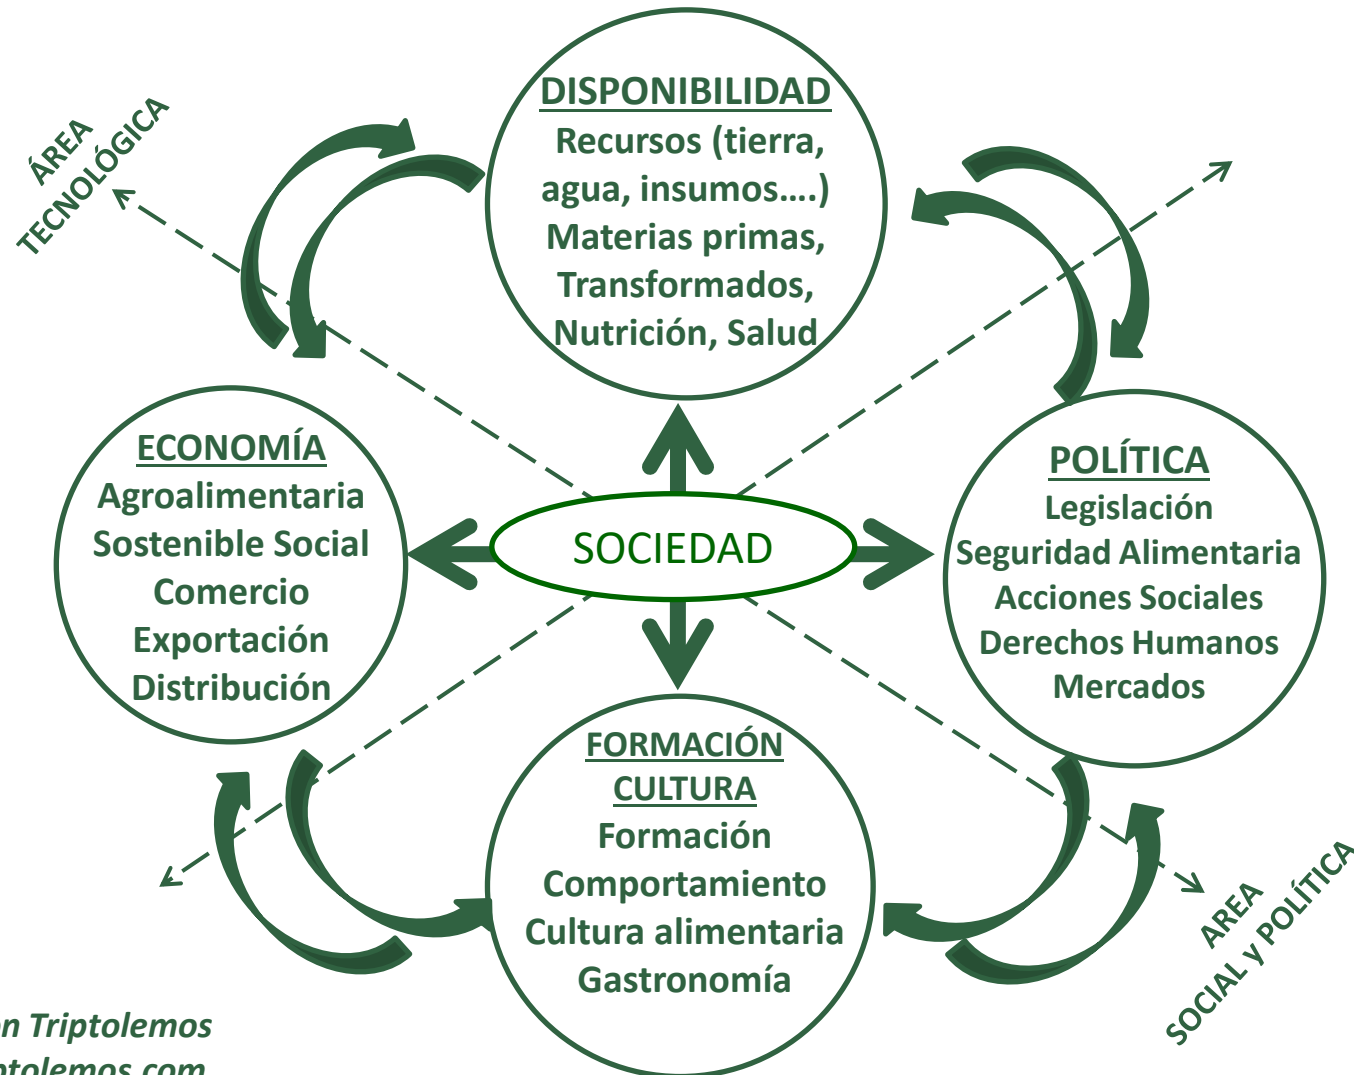 DISPONIBILIDAD
Recursos (tierra,
agua, insumos....)
Materias primas,
Transformados,
Nutrición, Salud
ÁREA
TECNOLÓGICA
ECONOMÍA
Agroalimentaria
Sostenible Social
Comercio
Exportación
Distribución
SOCIEDAD
POLÍTICA
Legislación
Seguridad Alimentaria
Acciones Sociales
Derechos Humanos
Mercados
FORMACIÓN
CULTURA
Formación
Comportamiento
Cultura alimentaria
Gastronomía
AREA
SOCIAL y POLÍTICA
Triptolemos